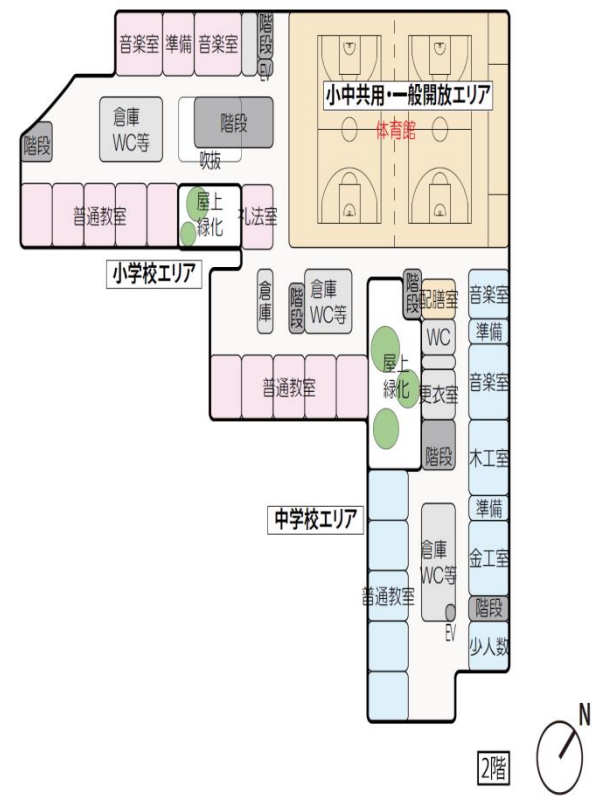 音楽室
準備
音楽室
階段
EV
小中共用・一般開放エリア
体育館
倉庫
WC等
階段
階段
吹抜
普通教室
屋上
緑化
礼法室
小学校エリア
倉庫
階段
倉庫
WC等
階段
配膳室
音楽室
WC
準備
屋上
緑化
音楽室
普通教室
更衣室
階段
木工室
準備
中学校エリア
倉庫
WC等
金工室
普通教室
階段
EV
少人数
N
2階